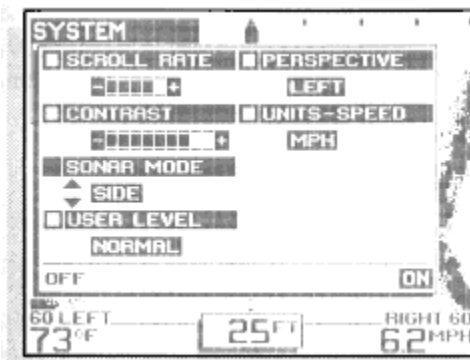 SYSTEM
SCROLL RATE
- +
CONTRAST
- +
SONAR MODE
SIDE
USER LEVEL
NORMAL
PERSPECTIVE
LEFT
UNITS-SPEED
MPH
OFF ON
60 LEFT RIGHT 60
73°F 25FT 6.2MPH